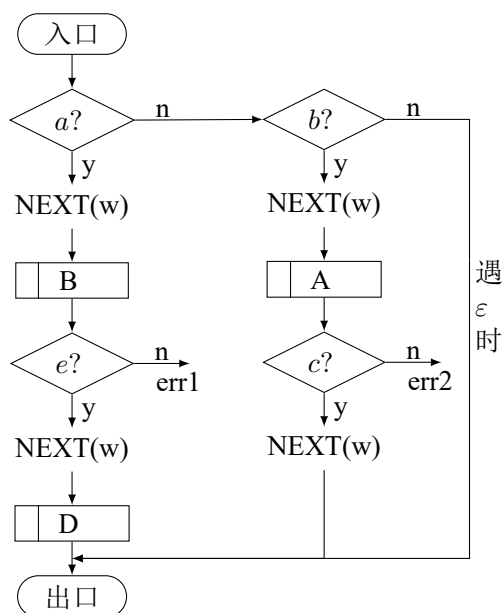 入口
a? n b? n
y y
NEXT(w) NEXT(w)
B A
遇
ε
时
e? n c? n
err1 err2
y y
NEXT(w) NEXT(w)
D
出口